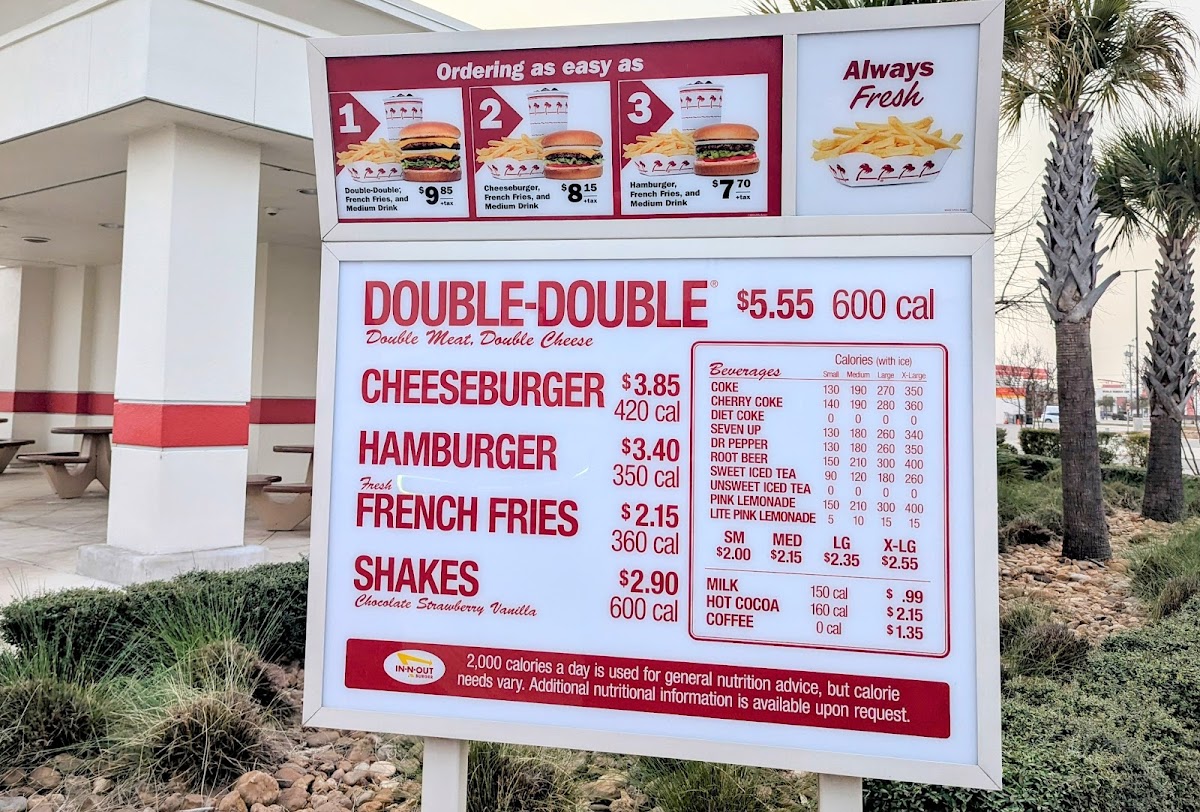 Ordering as easy as
1
Double-Double,
French Fries, and
Medium Drink
$9 85
+tax
2
Cheeseburger,
French Fries, and
Medium Drink
$8 15
+tax
3
Hamburger,
French Fries, and
Medium Drink
$7 70
+tax
Always
Fresh
DOUBLE-DOUBLE® $5.55 600 cal
Double Meat, Double Cheese
CHEESEBURGER $3.85
420 cal
HAMBURGER $3.40
350 cal
Fresh
FRENCH FRIES $2.15
360 cal
SHAKES $2.90
Chocolate Strawberry Vanilla 600 cal
Calories (with ice)
Beverages Small Medium Large X-Large
COKE 130 190 270 350
CHERRY COKE 140 190 280 360
DIET COKE 0 0 0 0
SEVEN UP 130 180 260 340
DR PEPPER 130 180 260 350
ROOT BEER 150 210 300 400
SWEET ICED TEA 90 120 180 260
UNSWEET ICED TEA 0 0 0 0
PINK LEMONADE 150 210 300 400
LITE PINK LEMONADE 5 10 15 15
SM MED LG X-LG
$2.00 $2.15 $2.35 $2.55
MILK 150 cal $ .99
HOT COCOA 160 cal $2.15
COFFEE 0 cal $1.35
IN-N-OUT
BURGER
2,000 calories a day is used for general nutrition advice, but calorie
needs vary. Additional nutritional information is available upon request.